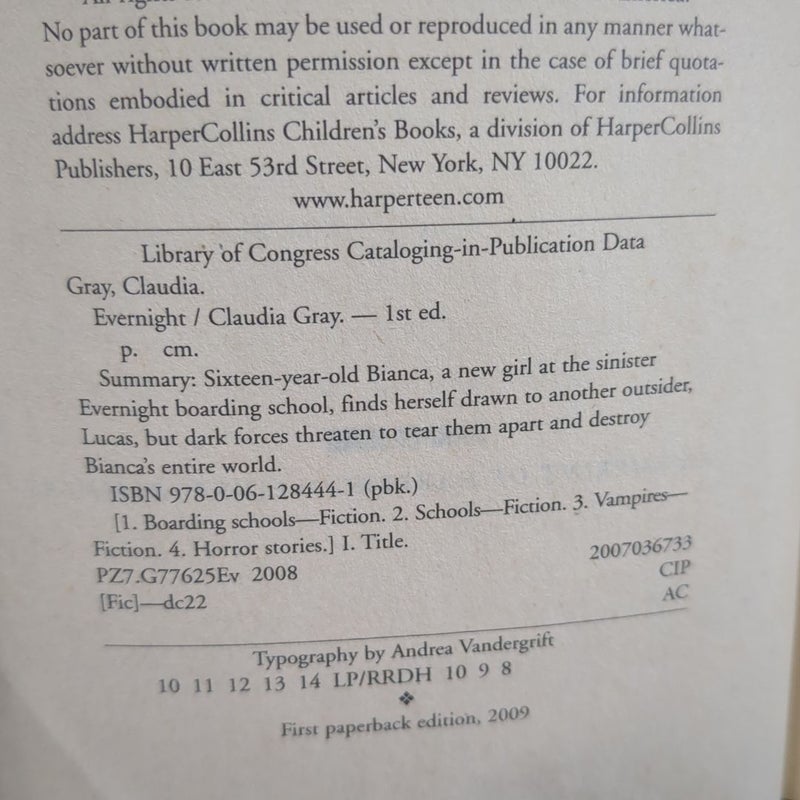 No part of this book may be used or reproduced in any manner what-
soever without written permission except in the case of brief quota-
tions embodied in critical articles and reviews. For information
address HarperCollins Children's Books, a division of HarperCollins
Publishers, 10 East 53rd Street, New York, NY 10022.
www.harperteen.com
Library of Congress Cataloging-in-Publication Data
Gray, Claudia.
Evernight / Claudia Gray. — 1st ed.
p. cm.
Summary: Sixteen-year-old Bianca, a new girl at the sinister
Evernight boarding school, finds herself drawn to another outsider,
Lucas, but dark forces threaten to tear them apart and destroy
Bianca's entire world.
ISBN 978-0-06-128444-1 (pbk.)
[1. Boarding schools—Fiction. 2. Schools—Fiction. 3. Vampires—
Fiction. 4. Horror stories.] I. Title.
PZ7.G77625Ev 2008 2007036733
[Fic]—dc22 CIP
AC
Typography by Andrea Vandergrift
10 11 12 13 14 LP/RRDH 10 9 8
❖
First paperback edition, 2009